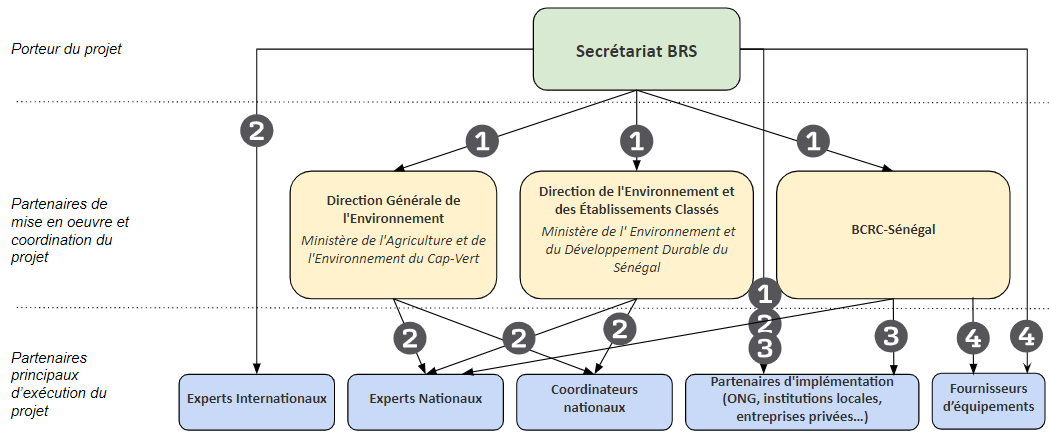 Porteur du projet
Secrétariat BRS
2
1
1
1
4
Partenaires de
mise en oeuvre et
coordination du
projet
Direction Générale de
l'Environnement
Ministère de l'Agriculture et de
l'Environnement du Cap-Vert
Direction de l'Environnement et
des Établissements Classés
Ministère de l' Environnement et
du Développement Durable du
Sénégal
BCRC-Sénégal
1
2
3
2
2
2
3
4
Partenaires
principaux
d'exécution du
projet
Experts Internationaux
Experts Nationaux
Coordinateurs
nationaux
Partenaires d'implémentation
(ONG, institutions locales,
entreprises privées…)
Fournisseurs
d'équipements